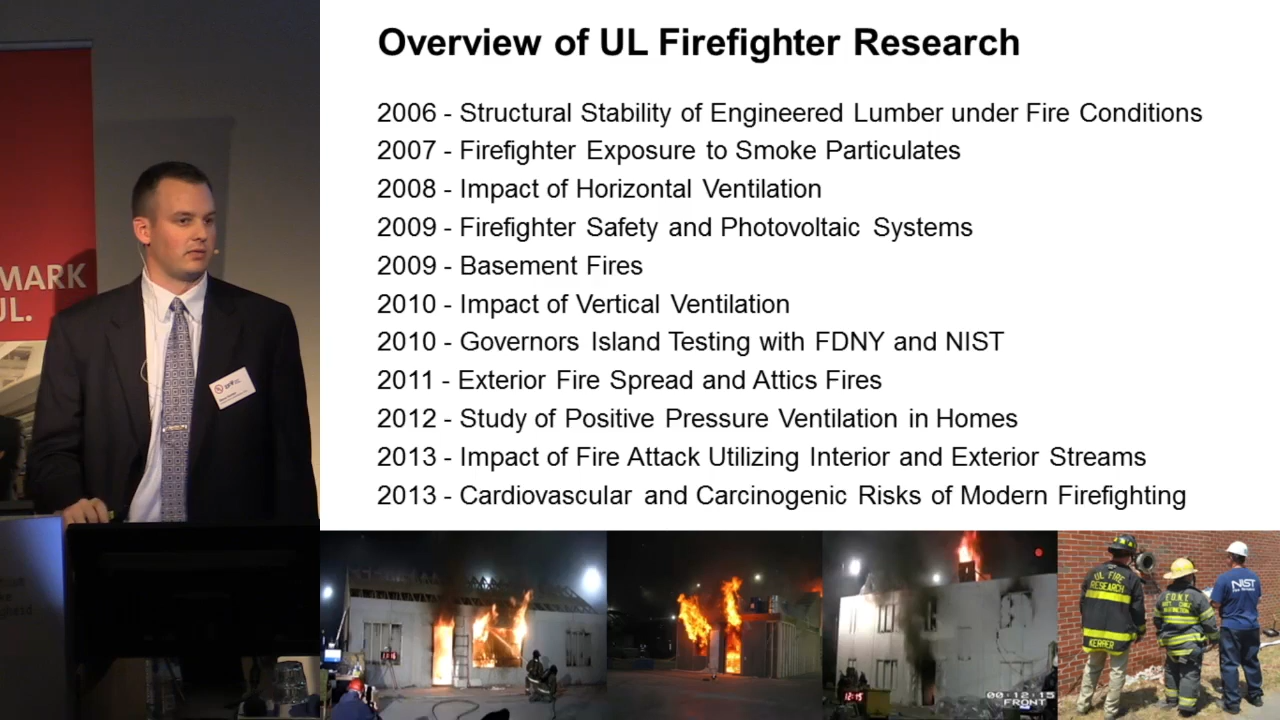 Overview of UL Firefighter Research
2006 - Structural Stability of Engineered Lumber under Fire Conditions
2007 - Firefighter Exposure to Smoke Particulates
2008 - Impact of Horizontal Ventilation
2009 - Firefighter Safety and Photovoltaic Systems
2009 - Basement Fires
2010 - Impact of Vertical Ventilation
2010 - Governors Island Testing with FDNY and NIST
2011 - Exterior Fire Spread and Attics Fires
2012 - Study of Positive Pressure Ventilation in Homes
2013 - Impact of Fire Attack Utilizing Interior and Exterior Streams
2013 - Cardiovascular and Carcinogenic Risks of Modern Firefighting
MARK
UL.
00:12:15
FRONT
12:15
UL FIRE
RESEARCH
KERBER
F.D.N.Y.
NIST